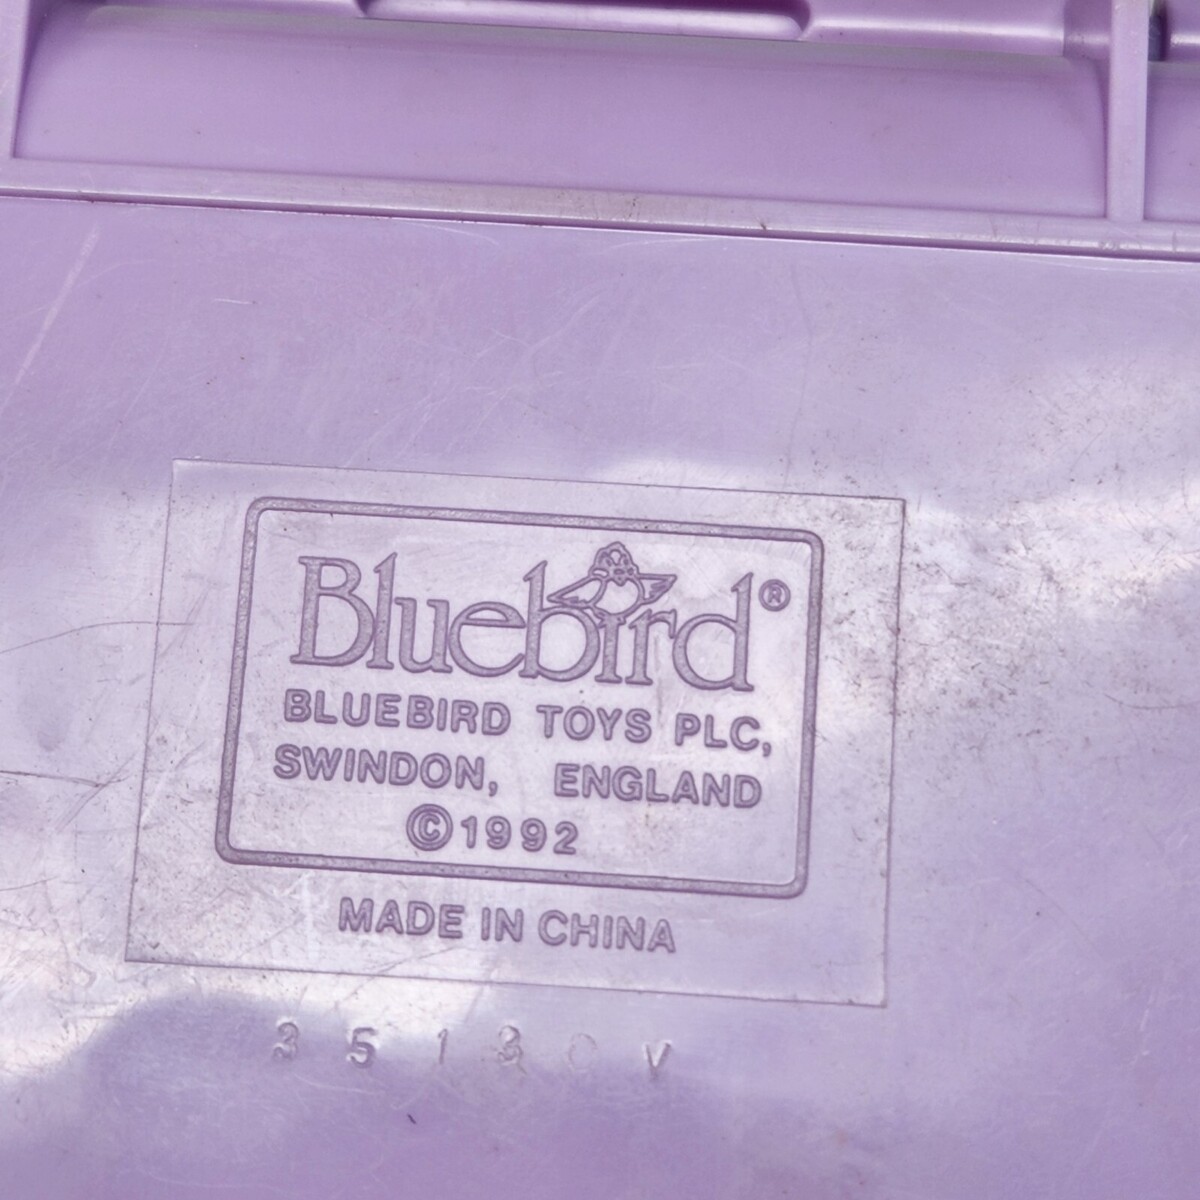 Bluebird®
BLUEBIRD TOYS PLC,
SWINDON, ENGLAND
©1992
MADE IN CHINA